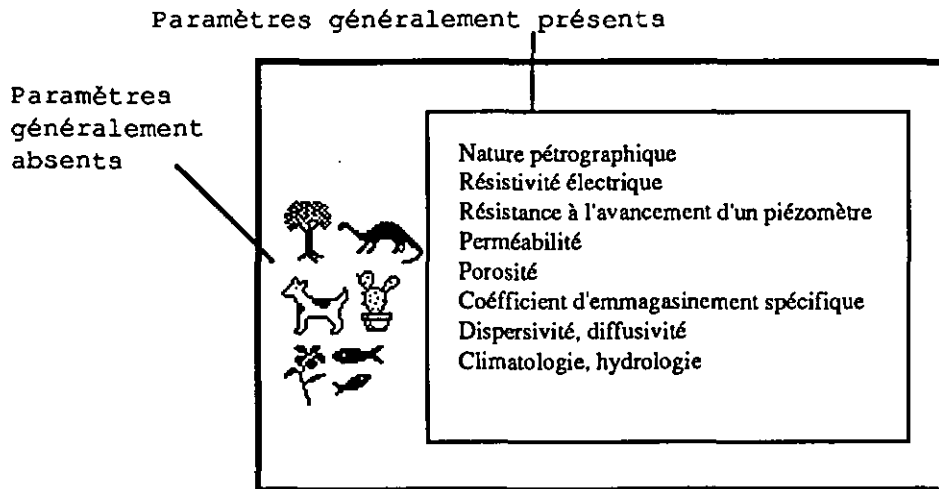 Paramètres généralement présents
Paramètres
généralement
absents
Nature pétrographique
Résistivité électrique
Résistance à l'avancement d'un piézomètre
Perméabilité
Porosité
Coéfficient d'emmagasinement spécifique
Dispersivité, diffusivité
Climatologie, hydrologie